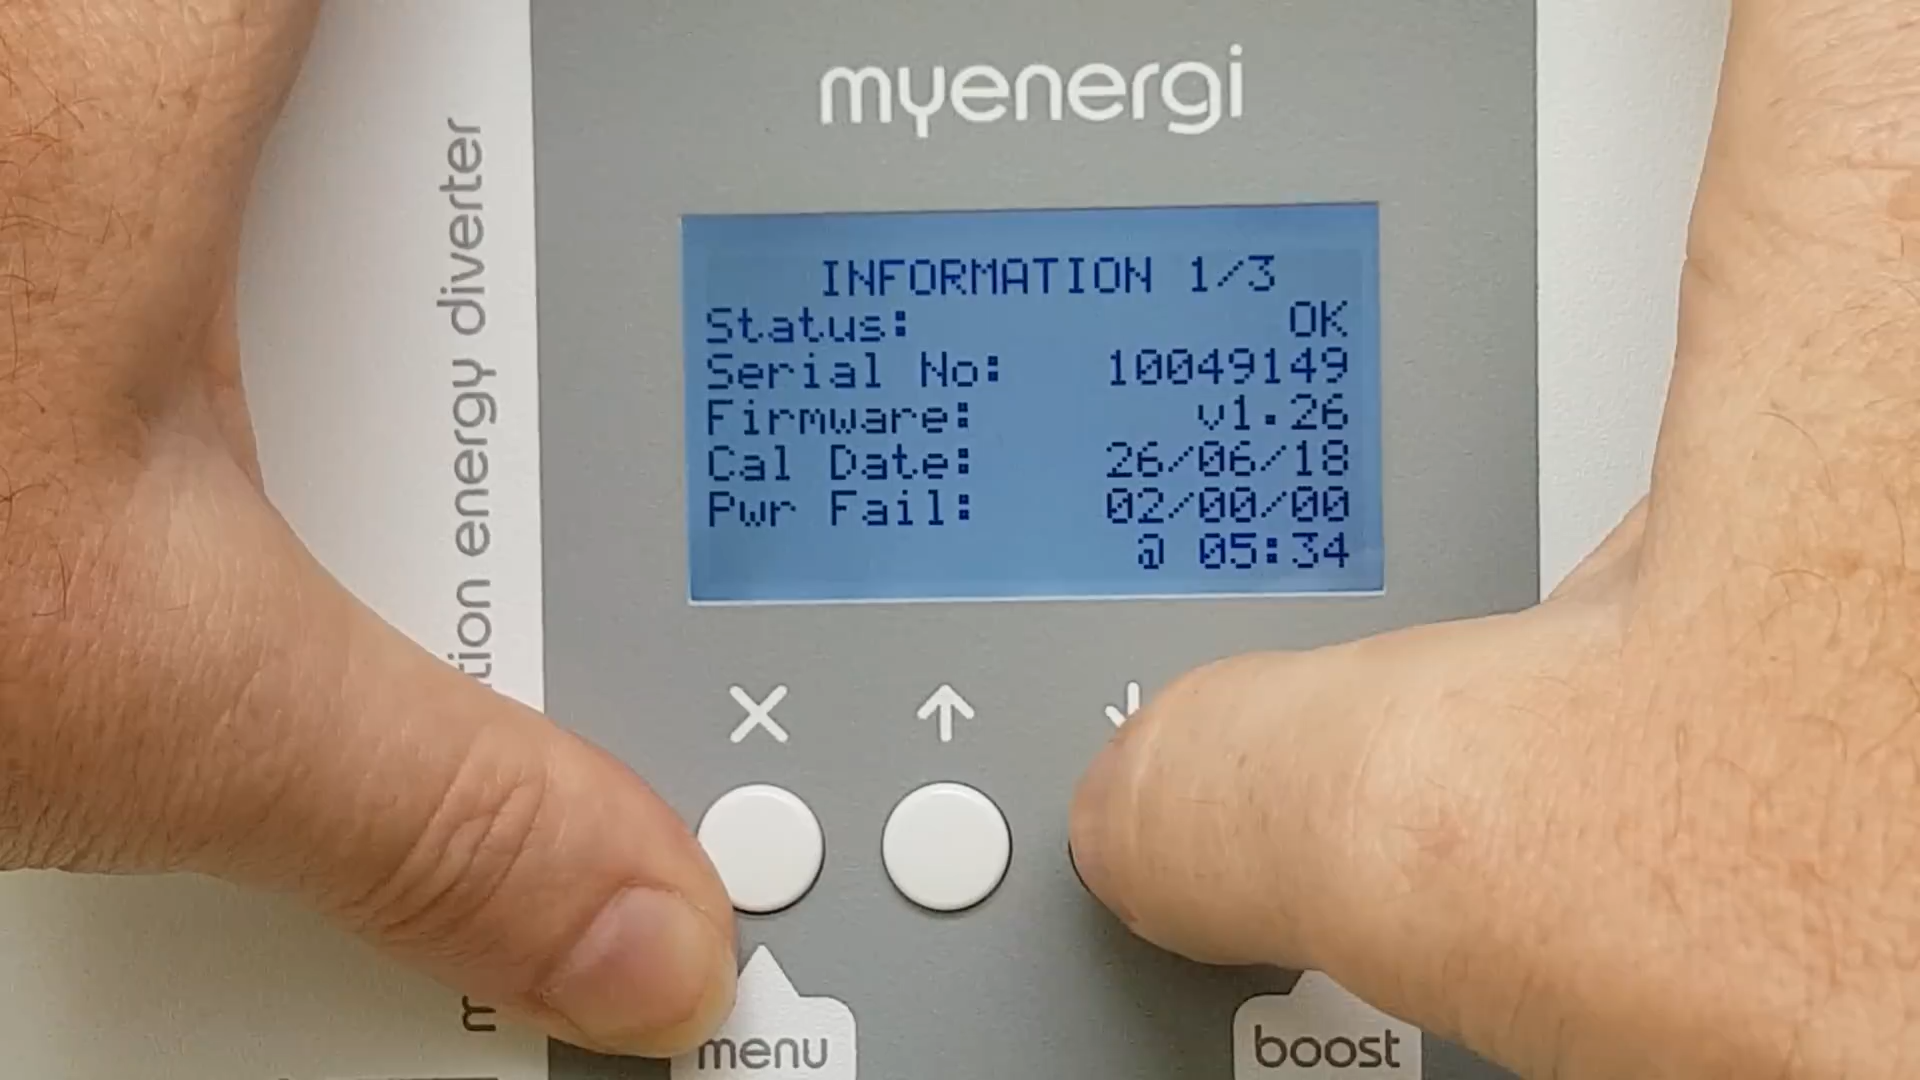 myenergi
INFORMATION 1/3
Status: OK
Serial No: 10049149
Firmware: v1.26
Cal Date: 26/06/18
Pwr Fail: 02/00/00
@ 05:34
menu
boost
energy diverter